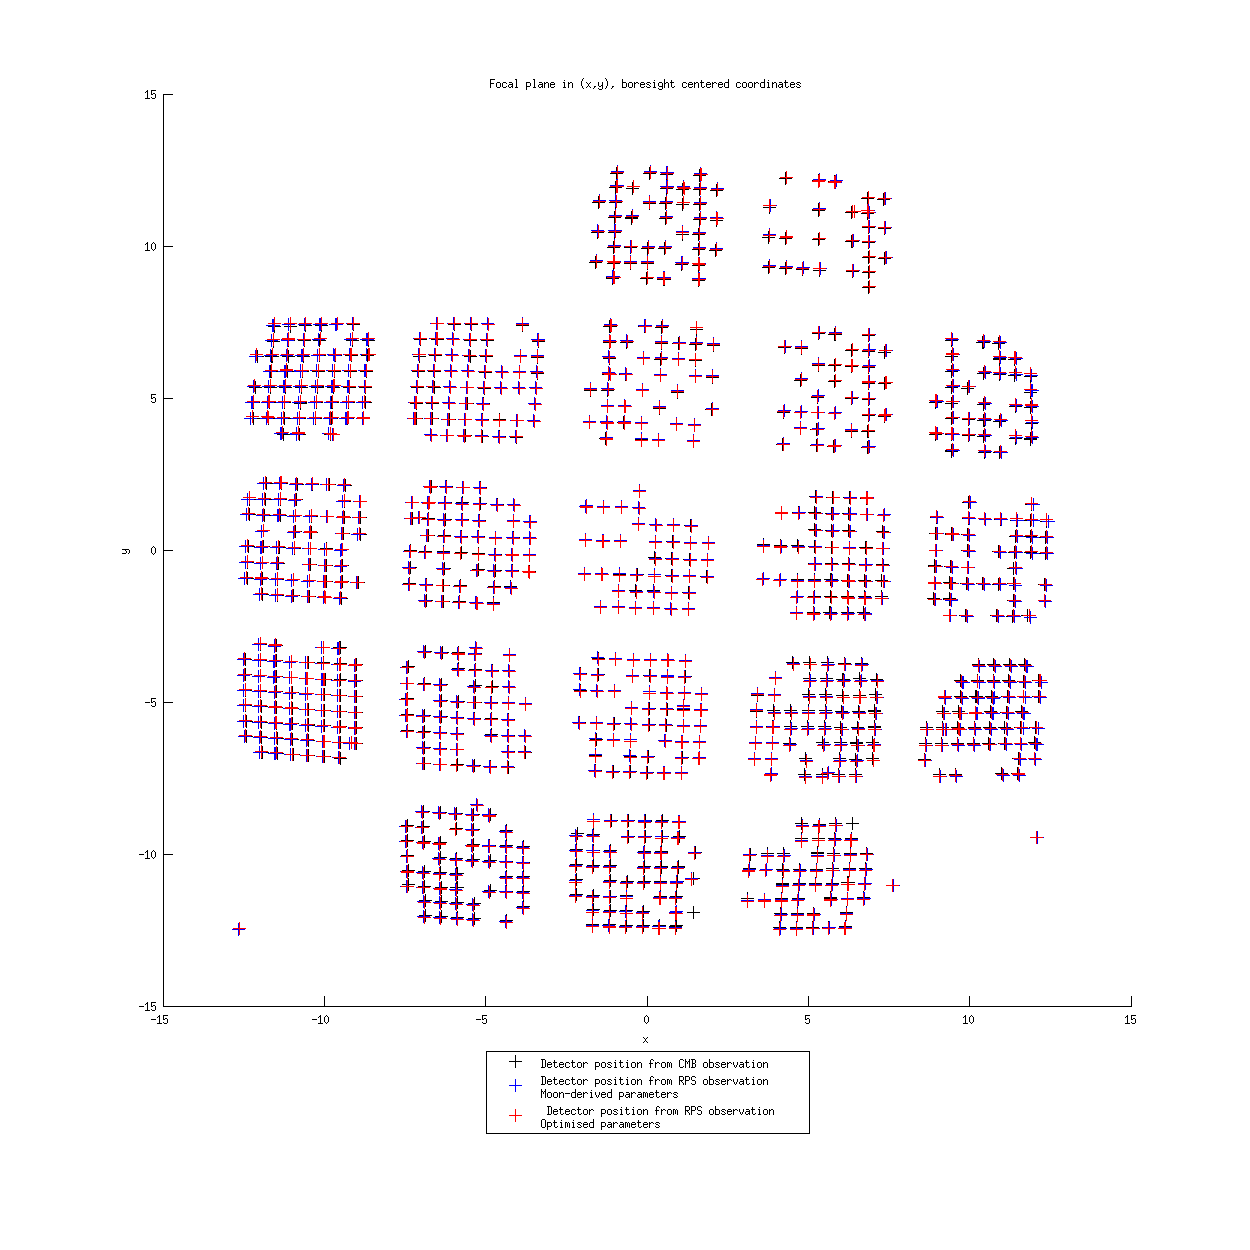 Focal plane in (x,y), boresight centered coordinates
15
10
5
0
y
-5
-10
-15
-15
-10
-5
0
5
10
15
x
Detector position from CMB observation
Detector position from RPS observation
Moon-derived parameters
Detector position from RPS observation
Optimised parameters